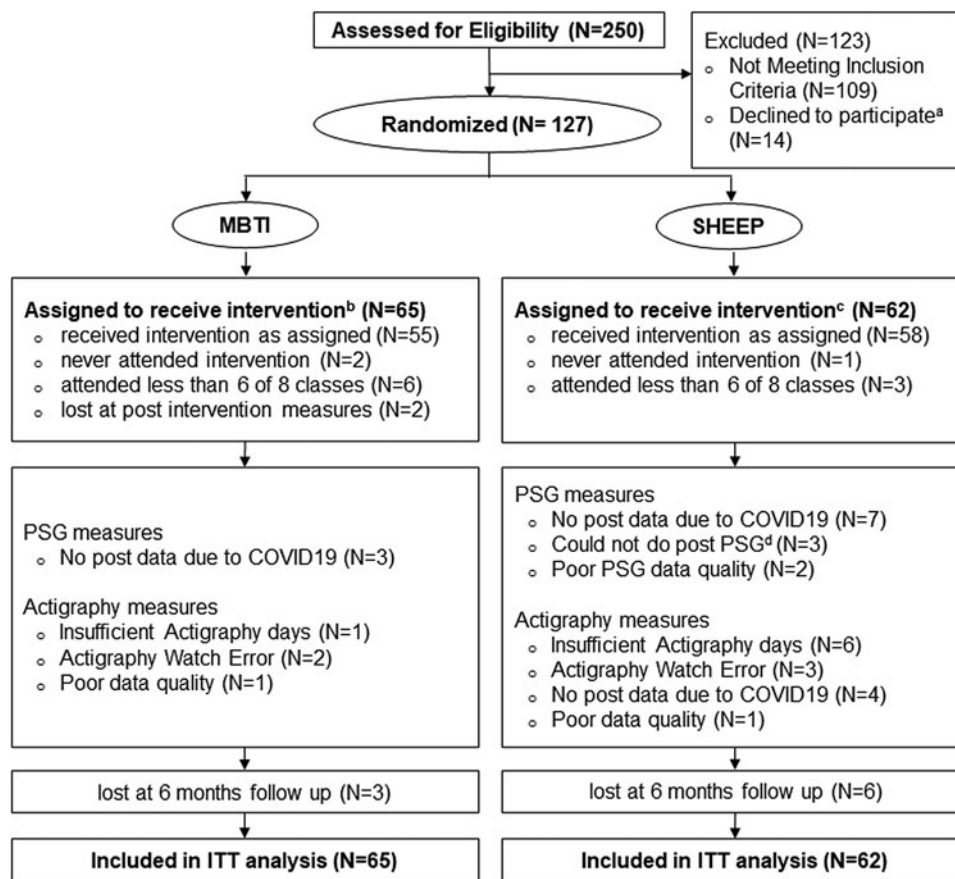 Assessed for Eligibility (N=250)
Excluded (N=123)
o Not Meeting Inclusion
Criteria (N=109)
o Declined to participateᵃ
(N=14)
Randomized (N= 127)
MBTI
SHEEP
Assigned to receive interventionᵇ (N=65)
o received intervention as assigned (N=55)
o never attended intervention (N=2)
o attended less than 6 of 8 classes (N=6)
o lost at post intervention measures (N=2)
Assigned to receive interventionᶜ (N=62)
o received intervention as assigned (N=58)
o never attended intervention (N=1)
o attended less than 6 of 8 classes (N=3)
PSG measures
o No post data due to COVID19 (N=3)
Actigraphy measures
o Insufficient Actigraphy days (N=1)
o Actigraphy Watch Error (N=2)
o Poor data quality (N=1)
PSG measures
o No post data due to COVID19 (N=7)
o Could not do post PSGᵈ (N=3)
o Poor PSG data quality (N=2)
Actigraphy measures
o Insufficient Actigraphy days (N=6)
o Actigraphy Watch Error (N=3)
o No post data due to COVID19 (N=4)
o Poor data quality (N=1)
lost at 6 months follow up (N=3)
lost at 6 months follow up (N=6)
Included in ITT analysis (N=65)
Included in ITT analysis (N=62)